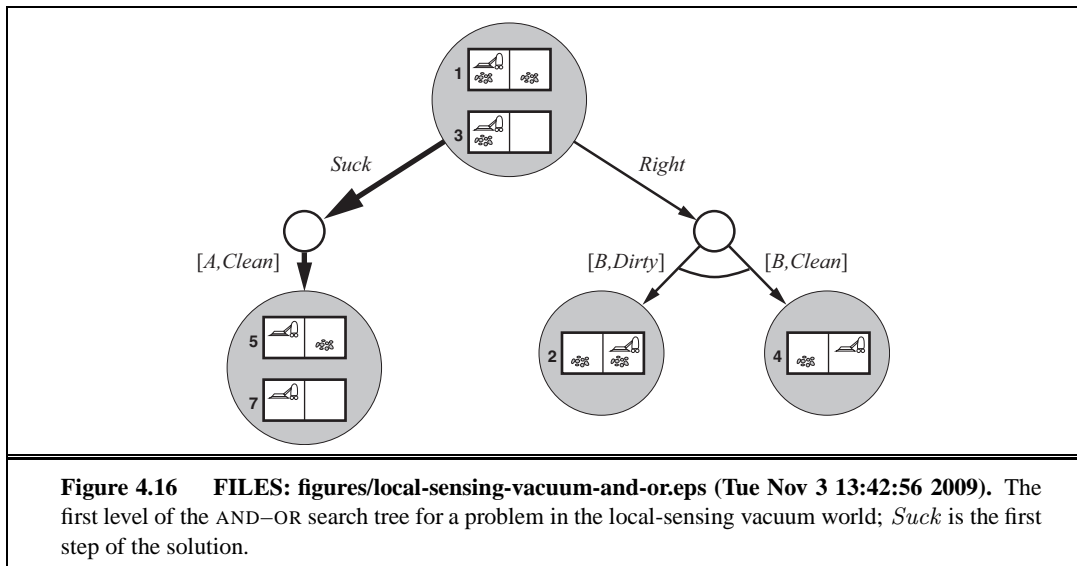 1
3
Suck
Right
[A,Clean]
[B,Dirty]
[B,Clean]
5
2
4
7
Figure 4.16 FILES: figures/local-sensing-vacuum-and-or.eps (Tue Nov 3 13:42:56 2009). The
first level of the AND–OR search tree for a problem in the local-sensing vacuum world; Suck is the first
step of the solution.